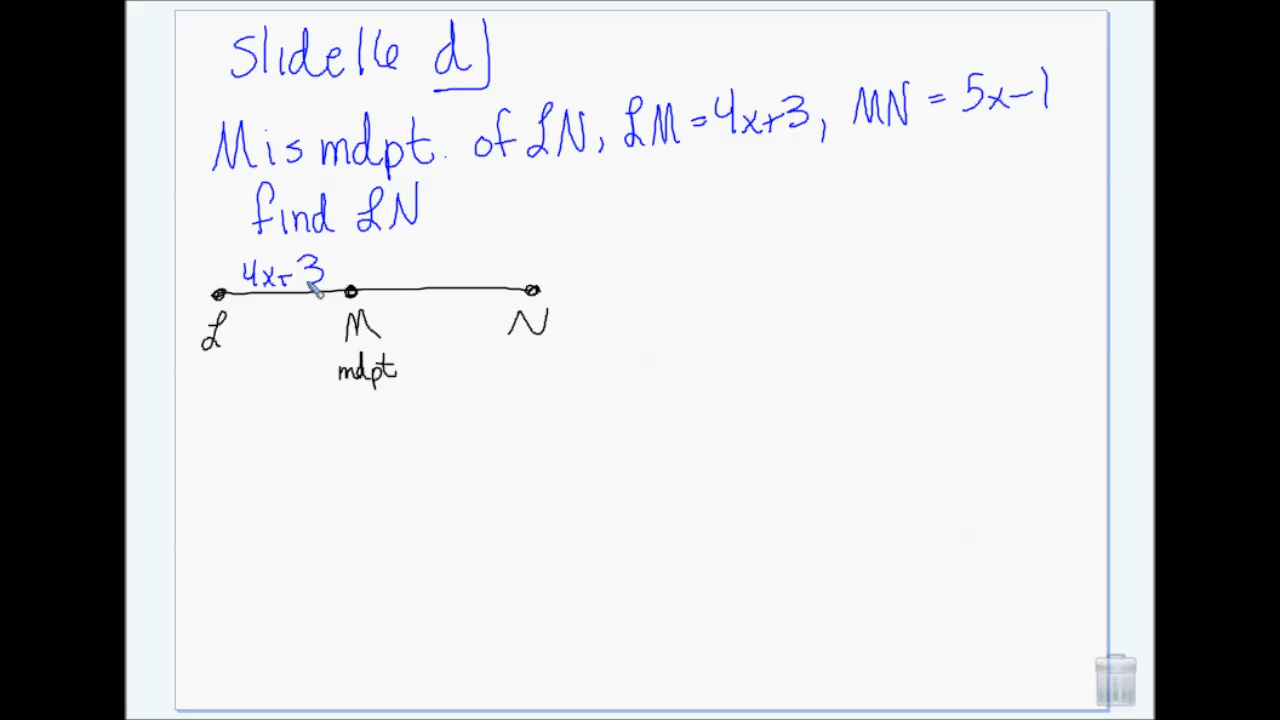 Slide 16 d]
M is mdpt. of LN, LM = 4x+3, MN = 5x-1
find LN
4x+3
L M N
mdpt